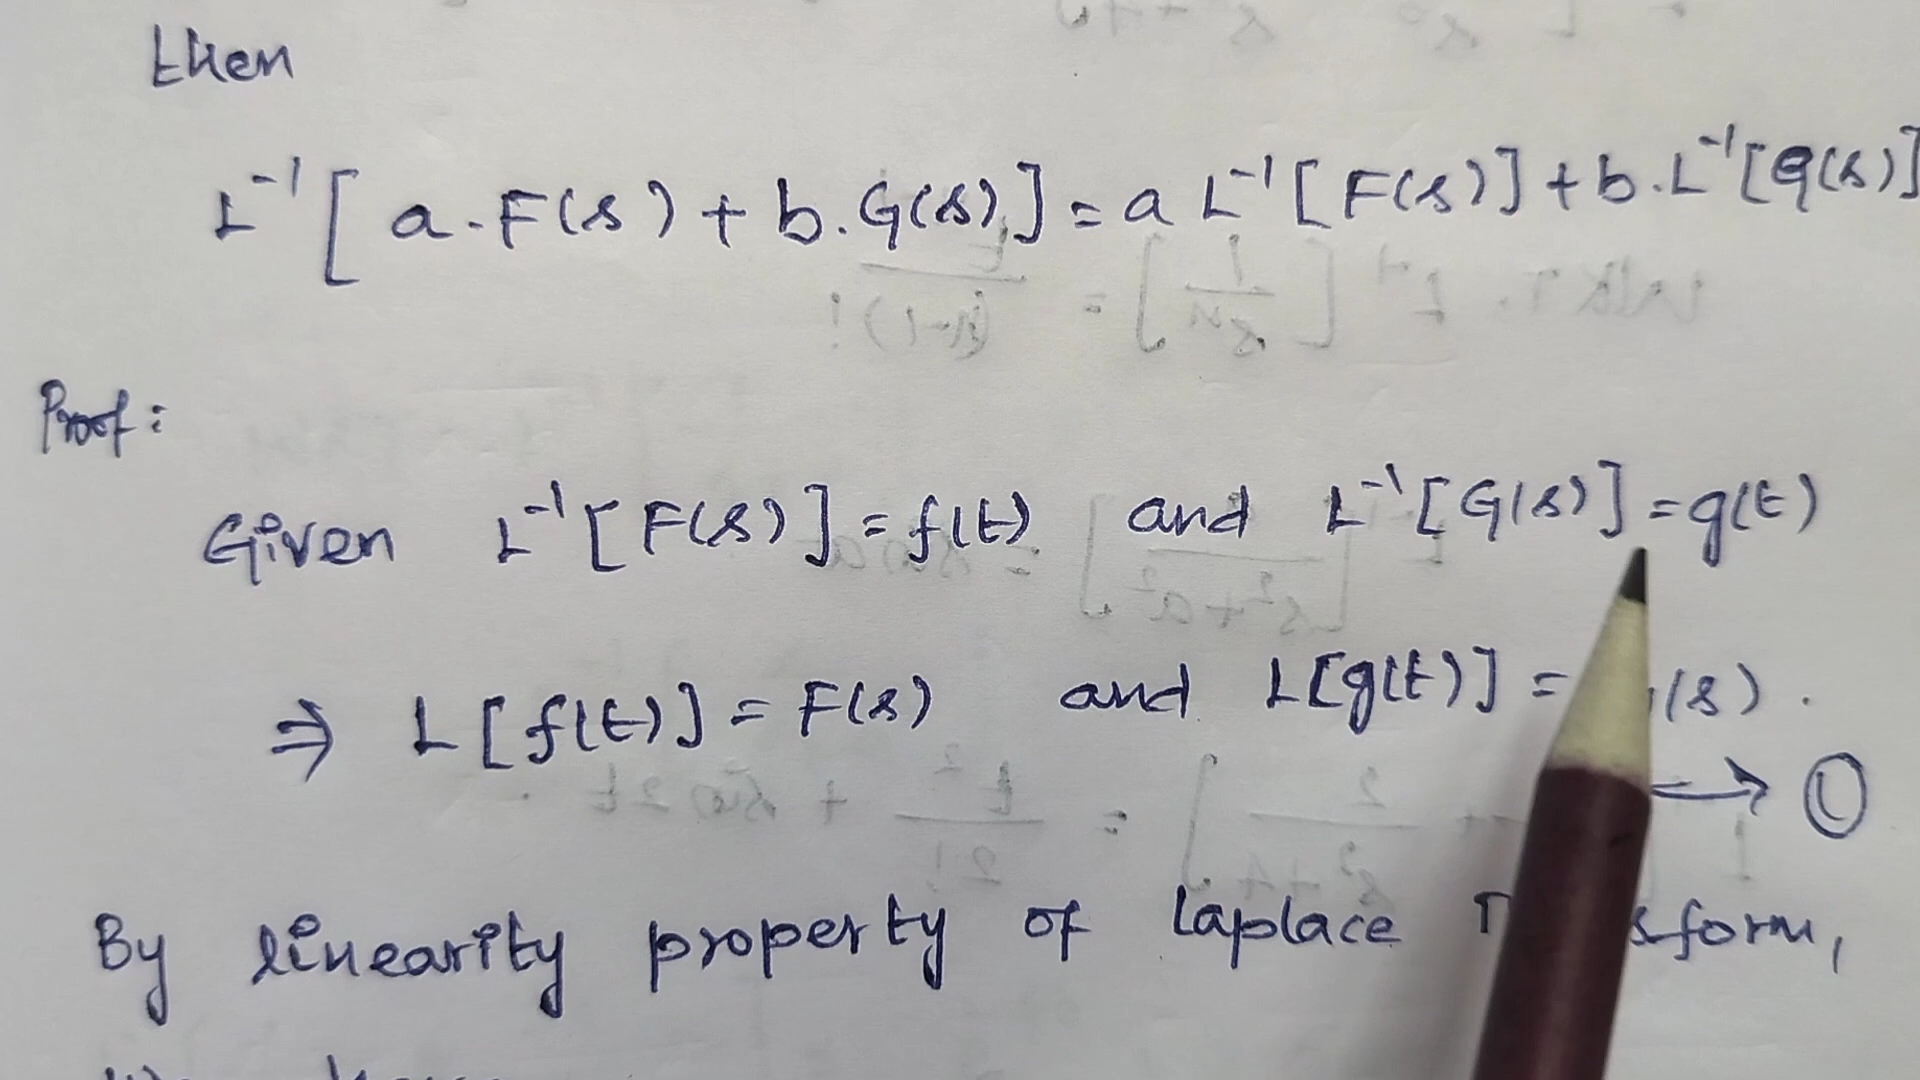 then
L⁻¹[ a.F(s) + b.G(s)] = a L⁻¹[F(s)] + b.L⁻¹[G(s)]
Proof:
Given L⁻¹[F(s)] = f(t) and L⁻¹[G(s)] = g(t)
⇒ L[f(t)] = F(s) and L[g(t)] = (s).
→ ①
By linearity property of Laplace